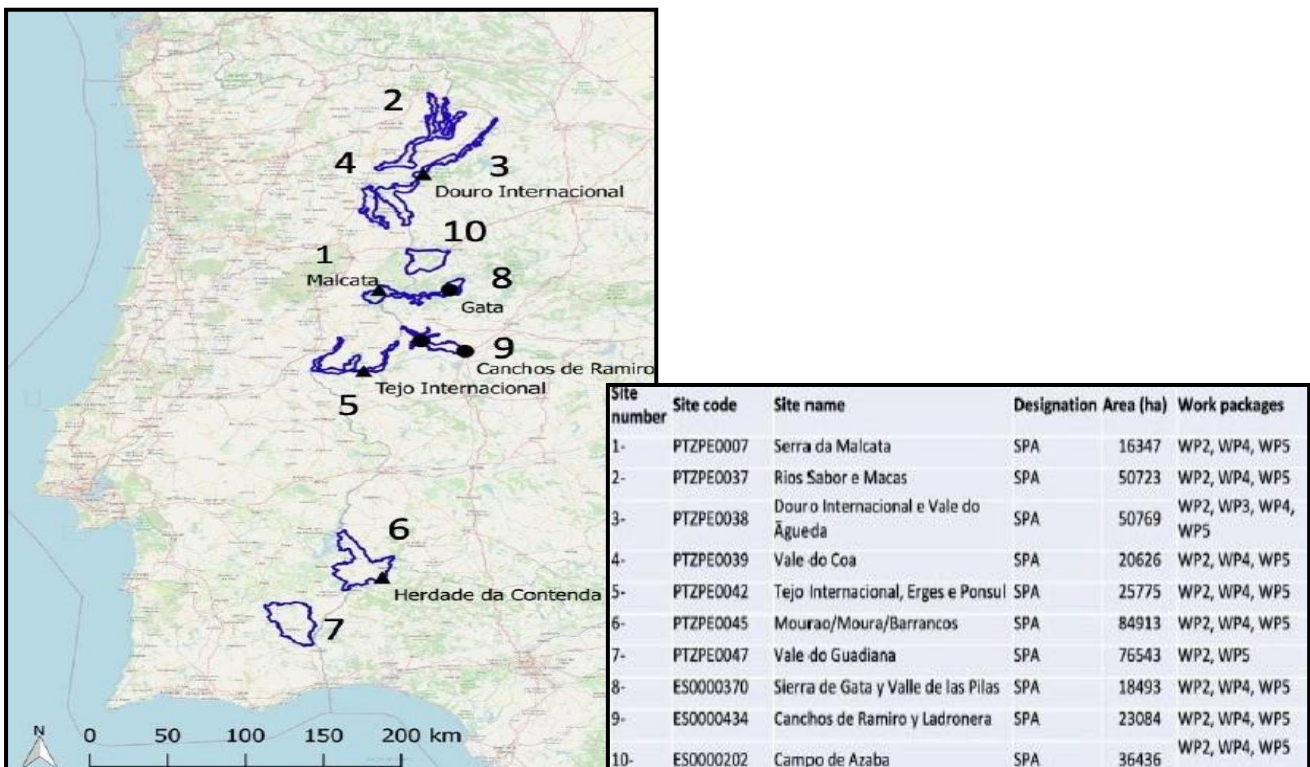 2
4
3
Douro Internacional
10
1
Malcata
8
Gata
9
Canchos de Ramiro
Tejo Internacional
5
6
Herdade da Contenda
7
N
0 50 100 150 200 km
Site number Site code Site name Designation Area (ha) Work packages
1- PTZPE0007 Serra da Malcata SPA 16347 WP2, WP4, WP5
2- PTZPE0037 Rios Sabor e Macas SPA 50723 WP2, WP4, WP5
3- PTZPE0038 Douro Internacional e Vale do Águeda SPA 50769 WP2, WP3, WP4, WP5
4- PTZPE0039 Vale do Coa SPA 20626 WP2, WP4, WP5
5- PTZPE0042 Tejo Internacional, Erges e Ponsul SPA 25775 WP2, WP4, WP5
6- PTZPE0045 Mourao/Moura/Barrancos SPA 84913 WP2, WP4, WP5
7- PTZPE0047 Vale do Guadiana SPA 76543 WP2, WP5
8- ES0000370 Sierra de Gata y Valle de las Pilas SPA 18493 WP2, WP4, WP5
9- ES0000434 Canchos de Ramiro y Ladronera SPA 23084 WP2, WP4, WP5
10- ES0000202 Campo de Azaba SPA 36436 WP2, WP4, WP5